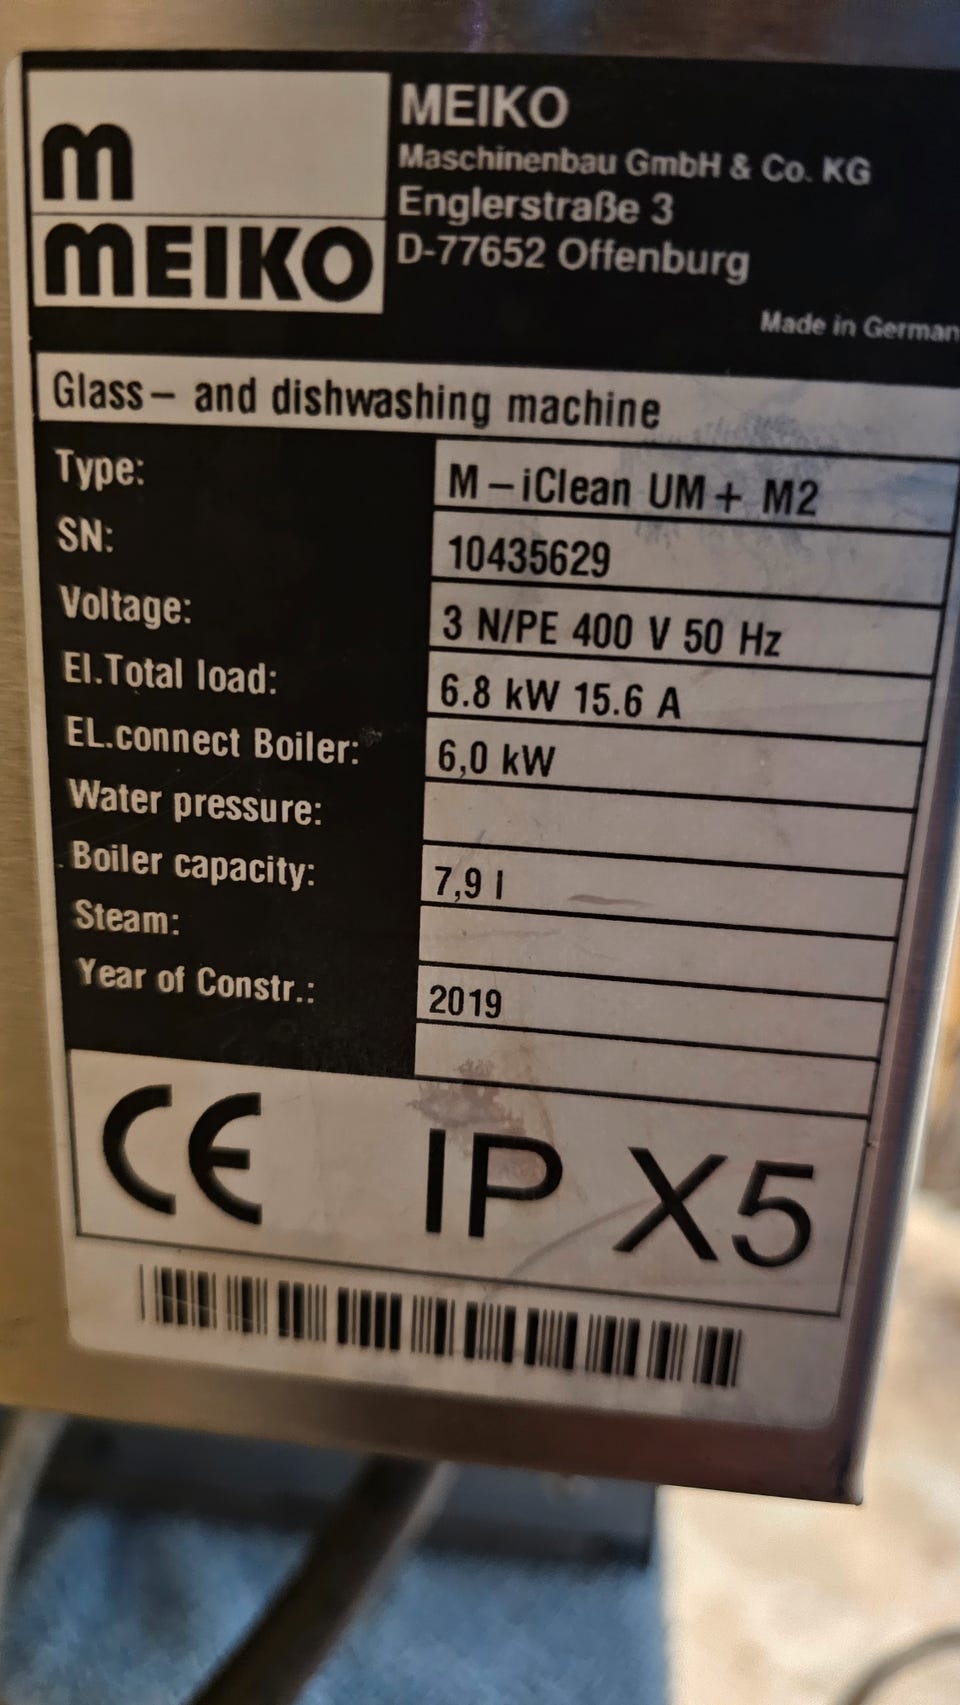 m
MEIKO
MEIKO
Maschinenbau GmbH & Co. KG
Englerstraße 3
D-77652 Offenburg
Made in German
Glass- and dishwashing machine
Type: M-iClean UM+ M2
SN: 10435629
Voltage: 3 N/PE 400 V 50 Hz
El.Total load: 6.8 kW 15.6 A
EL.connect Boiler: 6,0 kW
Water pressure:
Boiler capacity: 7,9 l
Steam:
Year of Constr.: 2019
CE IP X5